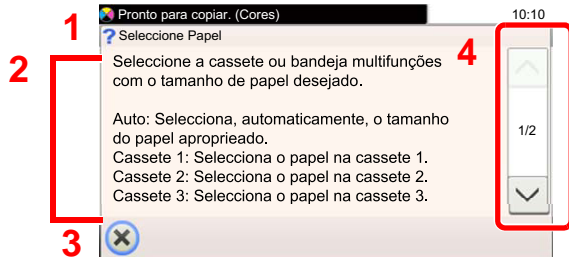 Pronto para copiar. (Cores)
10:10
1
? Seleccione Papel
4
2
Seleccione a cassete ou bandeja multifunções
com o tamanho de papel desejado.
Auto: Selecciona, automaticamente, o tamanho
do papel aproprieado.
1/2
Cassete 1: Selecciona o papel na cassete 1.
Cassete 2: Selecciona o papel na cassete 2.
Cassete 3: Selecciona o papel na cassete 3.
3